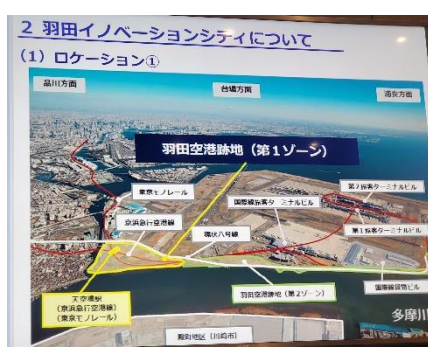 2 羽田イノベーションシティについて
(1) ロケーション①
品川方面
台場方面
浦安方面
羽田空港跡地（第1ゾーン）
東京モノレール
国際線旅客ターミナルビル
第2旅客ターミナルビル
京浜急行空港線
環状八号線
第1旅客ターミナルビル
天空橋駅
（京浜急行空港線）
（東京モノレール）
羽田空港跡地（第2ゾーン）
国際線貨物ビル
多摩川
殿町地区（川崎市）